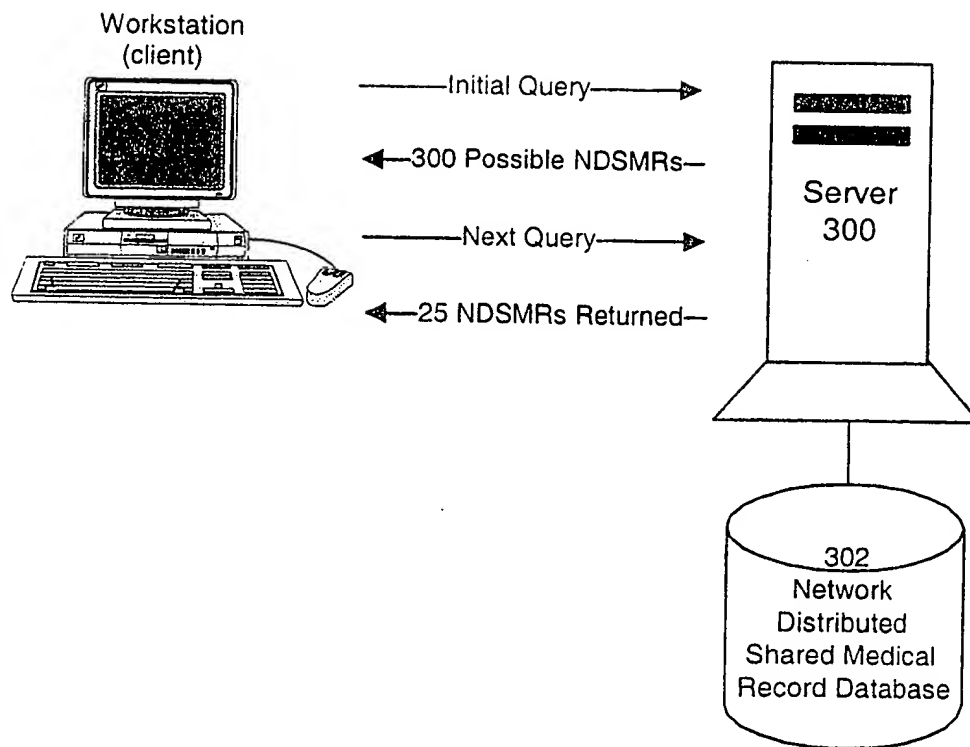 Workstation
(client)
Initial Query
300 Possible NDSMRs
Next Query
25 NDSMRs Returned
Server
300
302
Network
Distributed
Shared Medical
Record Database